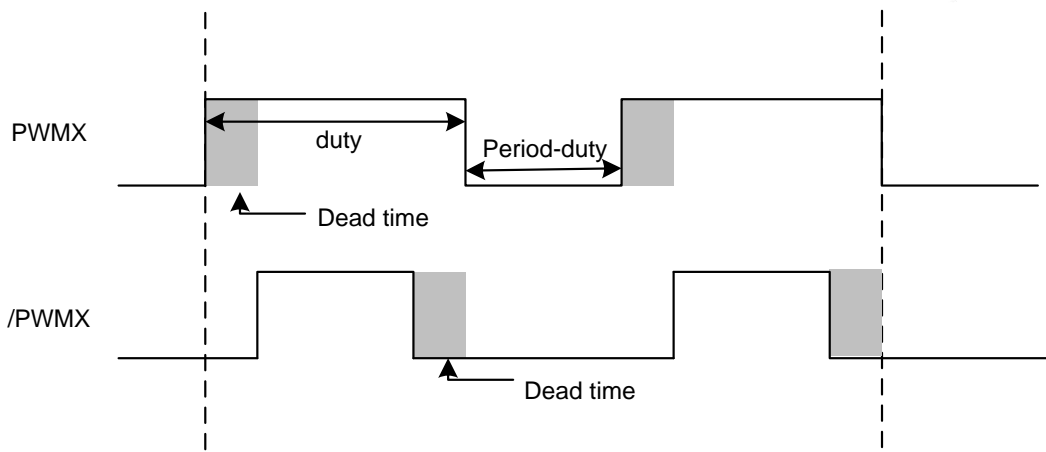 PWMX
duty
Period-duty
Dead time
/PWMX
Dead time